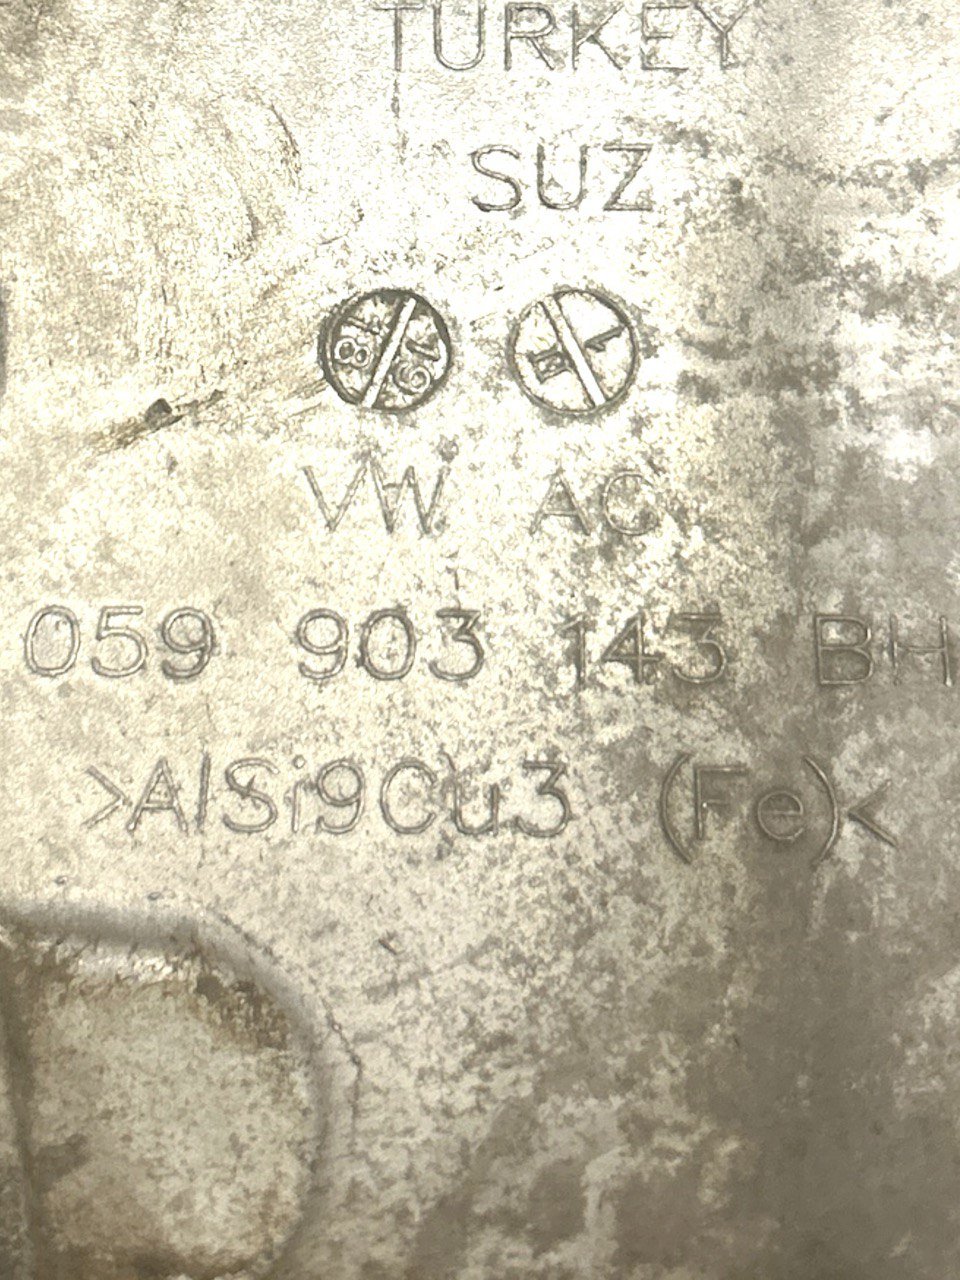 TURKEY
SUZ
VW AG
059 903 143 BH
>AlSi9Cu3 (Fe)<